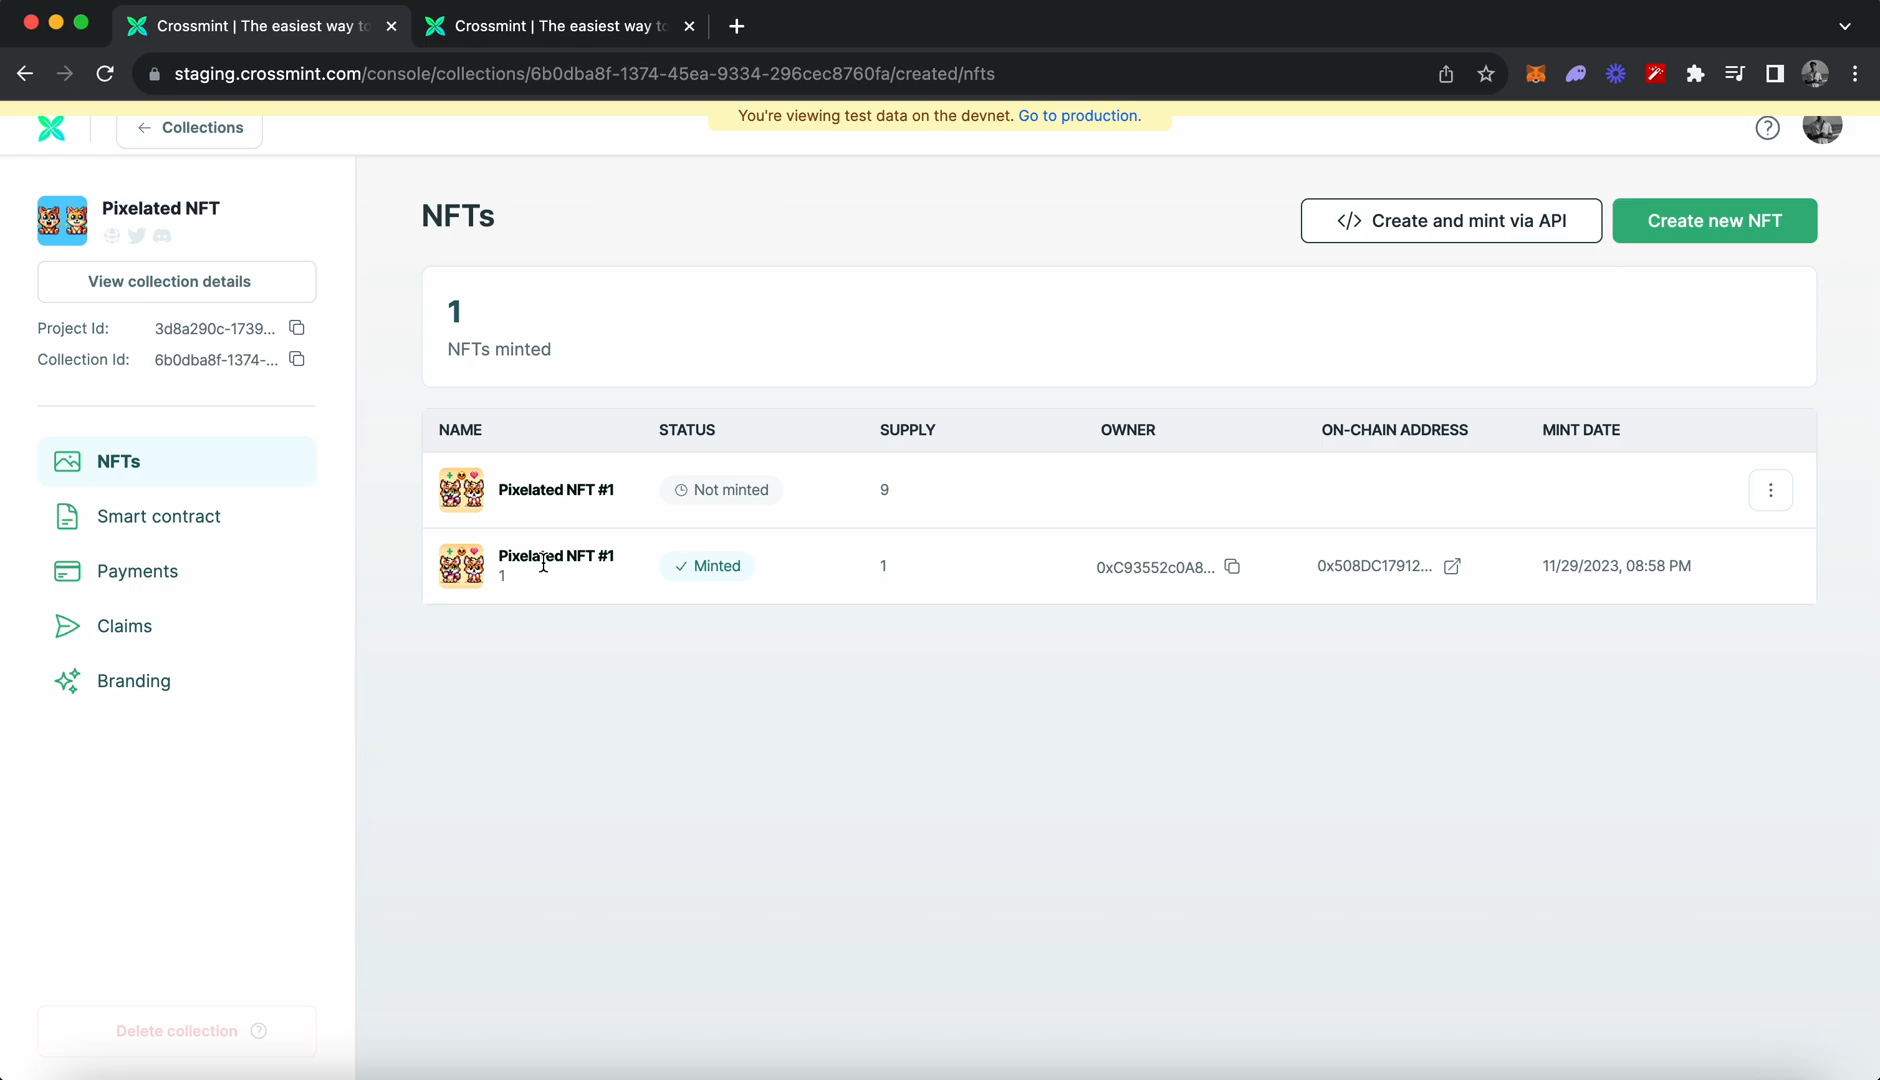 Crossmint | The easiest way to
Crossmint | The easiest way to
staging.crossmint.com/console/collections/6b0dba8f-1374-45ea-9334-296cec8760fa/created/nfts
You're viewing test data on the devnet. Go to production.
← Collections
Pixelated NFT
View collection details
Project Id: 3d8a290c-1739...
Collection Id: 6b0dba8f-1374-...
NFTs
Smart contract
Payments
Claims
Branding
Delete collection
NFTs
</> Create and mint via API
Create new NFT
1
NFTs minted
NAME STATUS SUPPLY OWNER ON-CHAIN ADDRESS MINT DATE
Pixelated NFT #1 Not minted 9
Pixelated NFT #1 Minted 1 0xC93552c0A8... 0x508DC17912... 11/29/2023, 08:58 PM
1